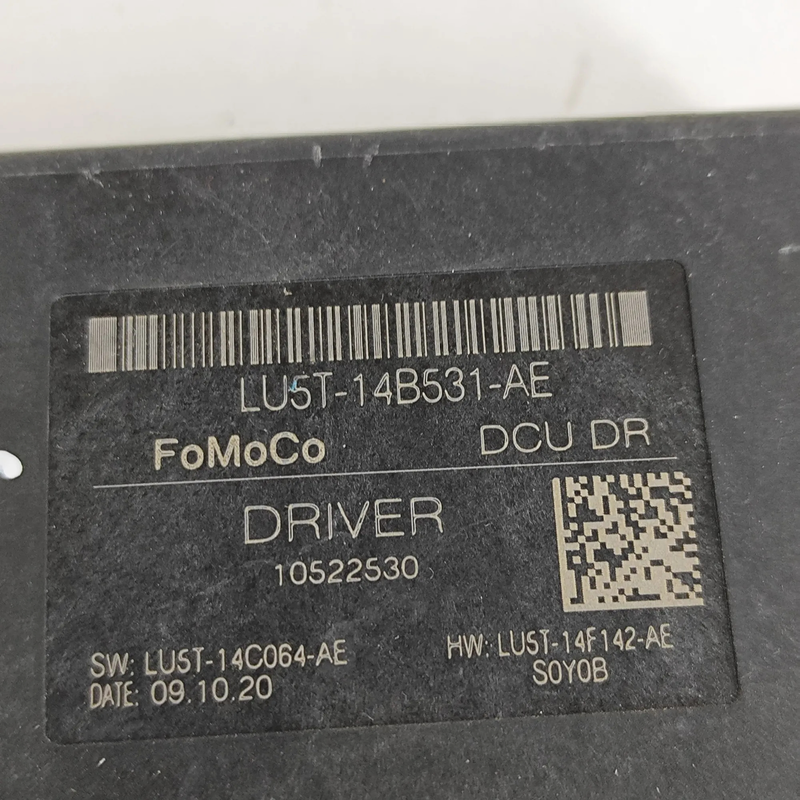 LU5T-14B531-AE
FoMoCo DCU DR
DRIVER
10522530
SW: LU5T-14C064-AE HW: LU5T-14F142-AE
DATE: 09.10.20 S0Y0B